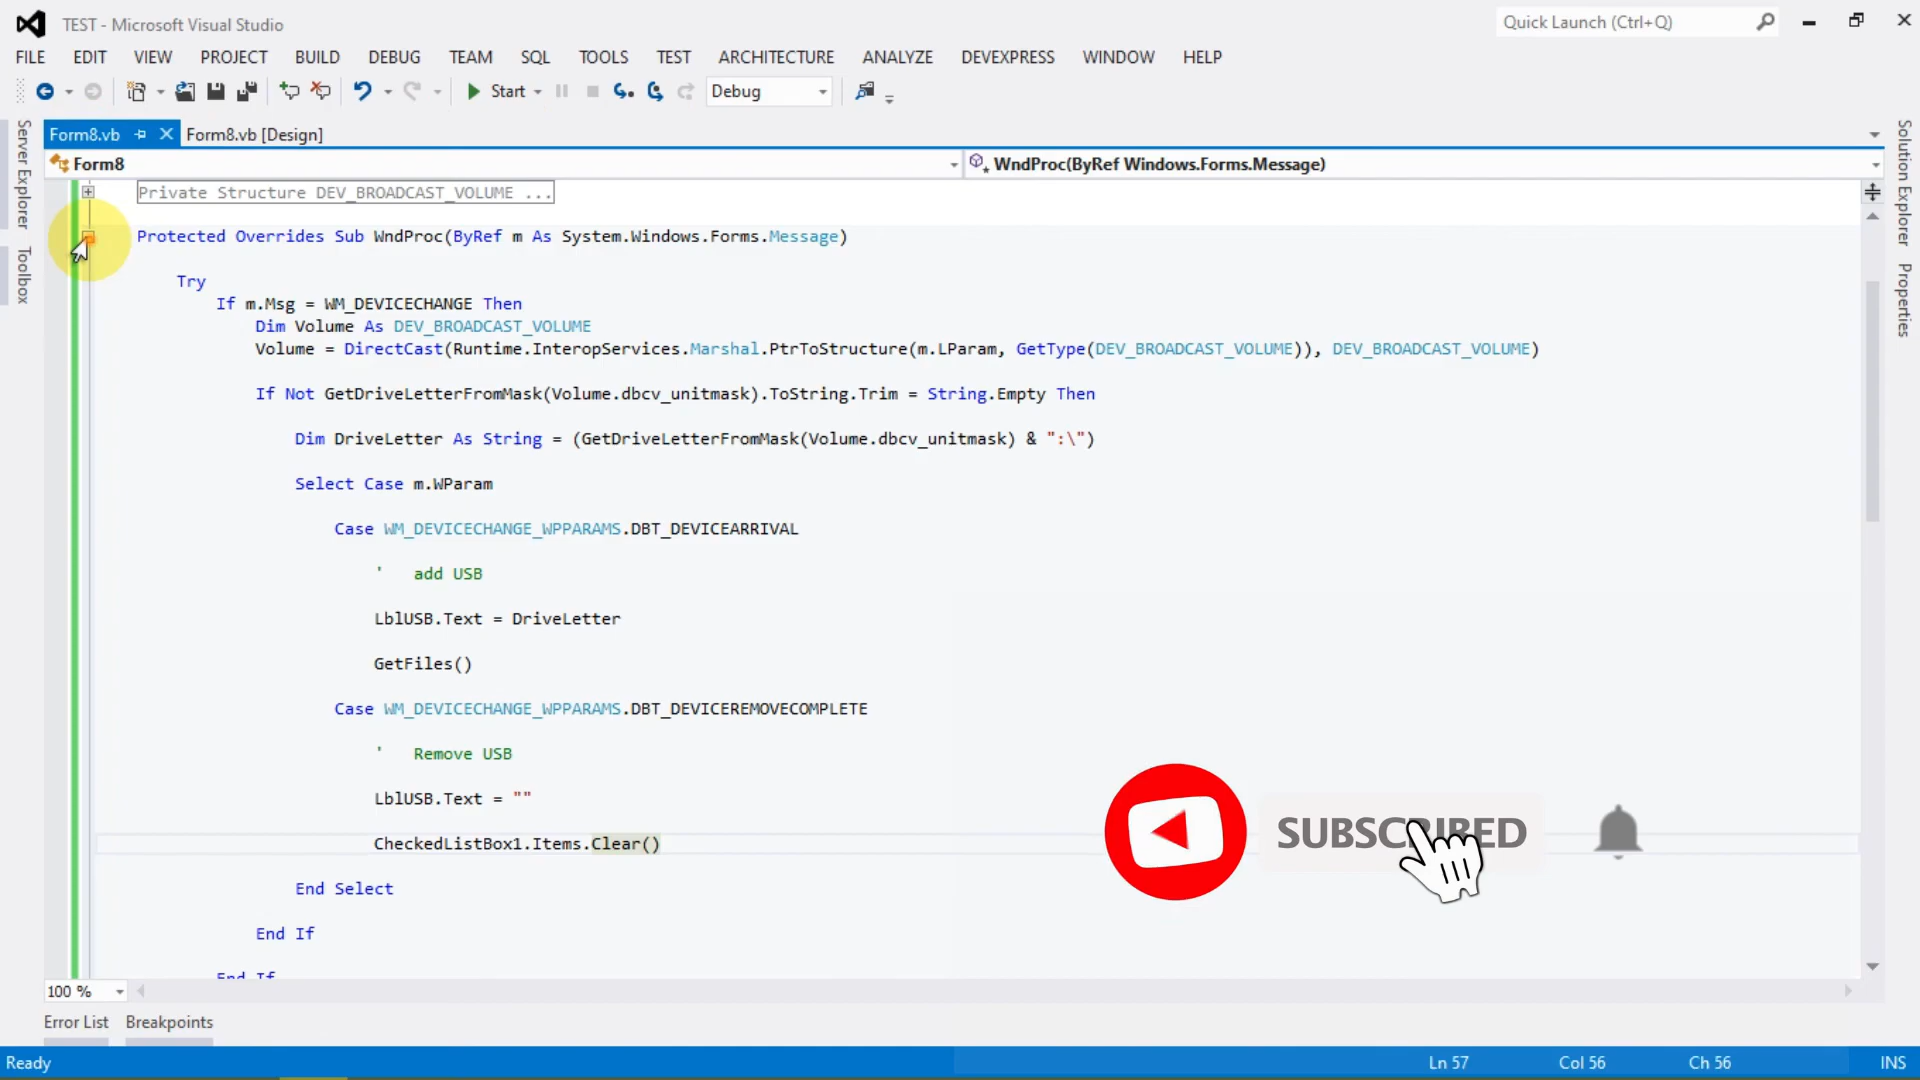 TEST - Microsoft Visual Studio
Quick Launch (Ctrl+Q)
FILE EDIT VIEW PROJECT BUILD DEBUG TEAM SQL TOOLS TEST ARCHITECTURE ANALYZE DEVEXPRESS WINDOW HELP
Start Debug
Server Explorer
Toolbox
Solution Explorer
Properties
Form8.vb Form8.vb [Design]
Form8 WndProc(ByRef Windows.Forms.Message)
Private Structure DEV_BROADCAST_VOLUME ...
Protected Overrides Sub WndProc(ByRef m As System.Windows.Forms.Message)
Try
If m.Msg = WM_DEVICECHANGE Then
Dim Volume As DEV_BROADCAST_VOLUME
Volume = DirectCast(Runtime.InteropServices.Marshal.PtrToStructure(m.LParam, GetType(DEV_BROADCAST_VOLUME)), DEV_BROADCAST_VOLUME)
If Not GetDriveLetterFromMask(Volume.dbcv_unitmask).ToString.Trim = String.Empty Then
Dim DriveLetter As String = (GetDriveLetterFromMask(Volume.dbcv_unitmask) & ":\")
Select Case m.WParam
Case WM_DEVICECHANGE_WPPARAMS.DBT_DEVICEARRIVAL
'   add USB
LblUSB.Text = DriveLetter
GetFiles()
Case WM_DEVICECHANGE_WPPARAMS.DBT_DEVICEREMOVECOMPLETE
'   Remove USB
LblUSB.Text = ""
CheckedListBox1.Items.Clear()
SUBSCRIBED
End Select
End If
End If
100 %
Error List Breakpoints
Ready Ln 57 Col 56 Ch 56 INS